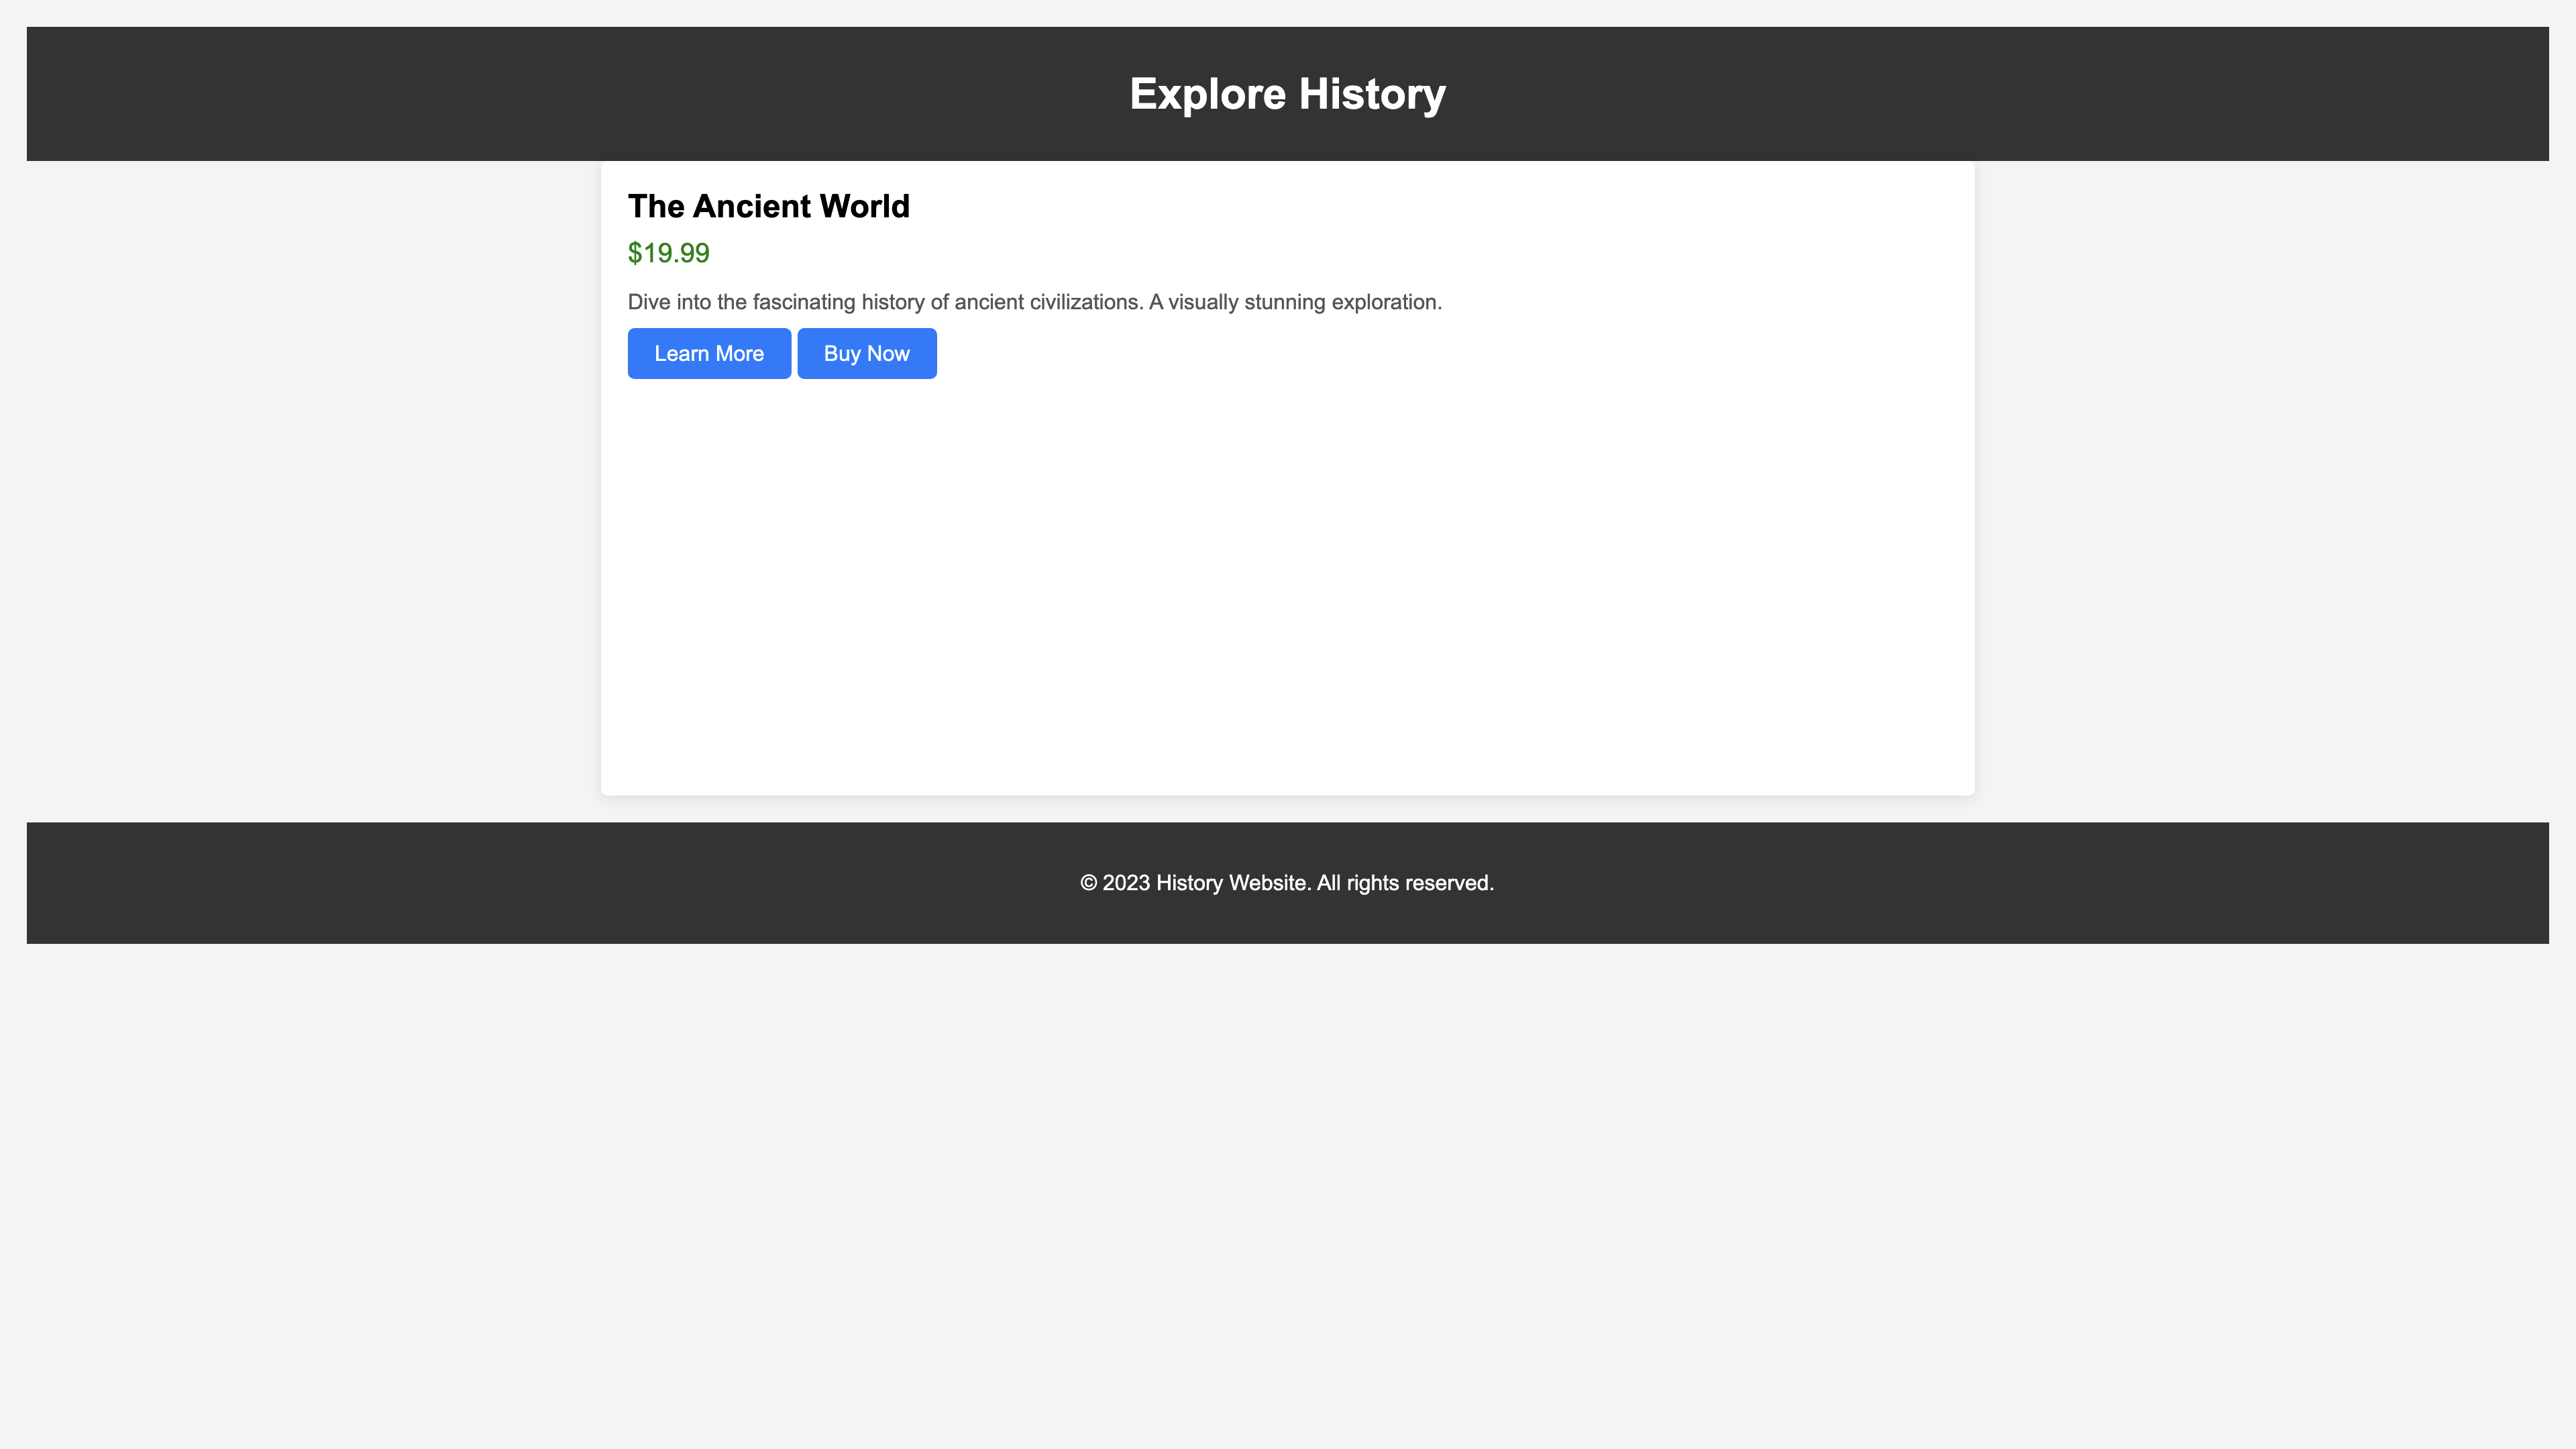 Explore History
The Ancient World
$19.99
Dive into the fascinating history of ancient civilizations. A visually stunning exploration.
Learn More Buy Now
© 2023 History Website. All rights reserved.